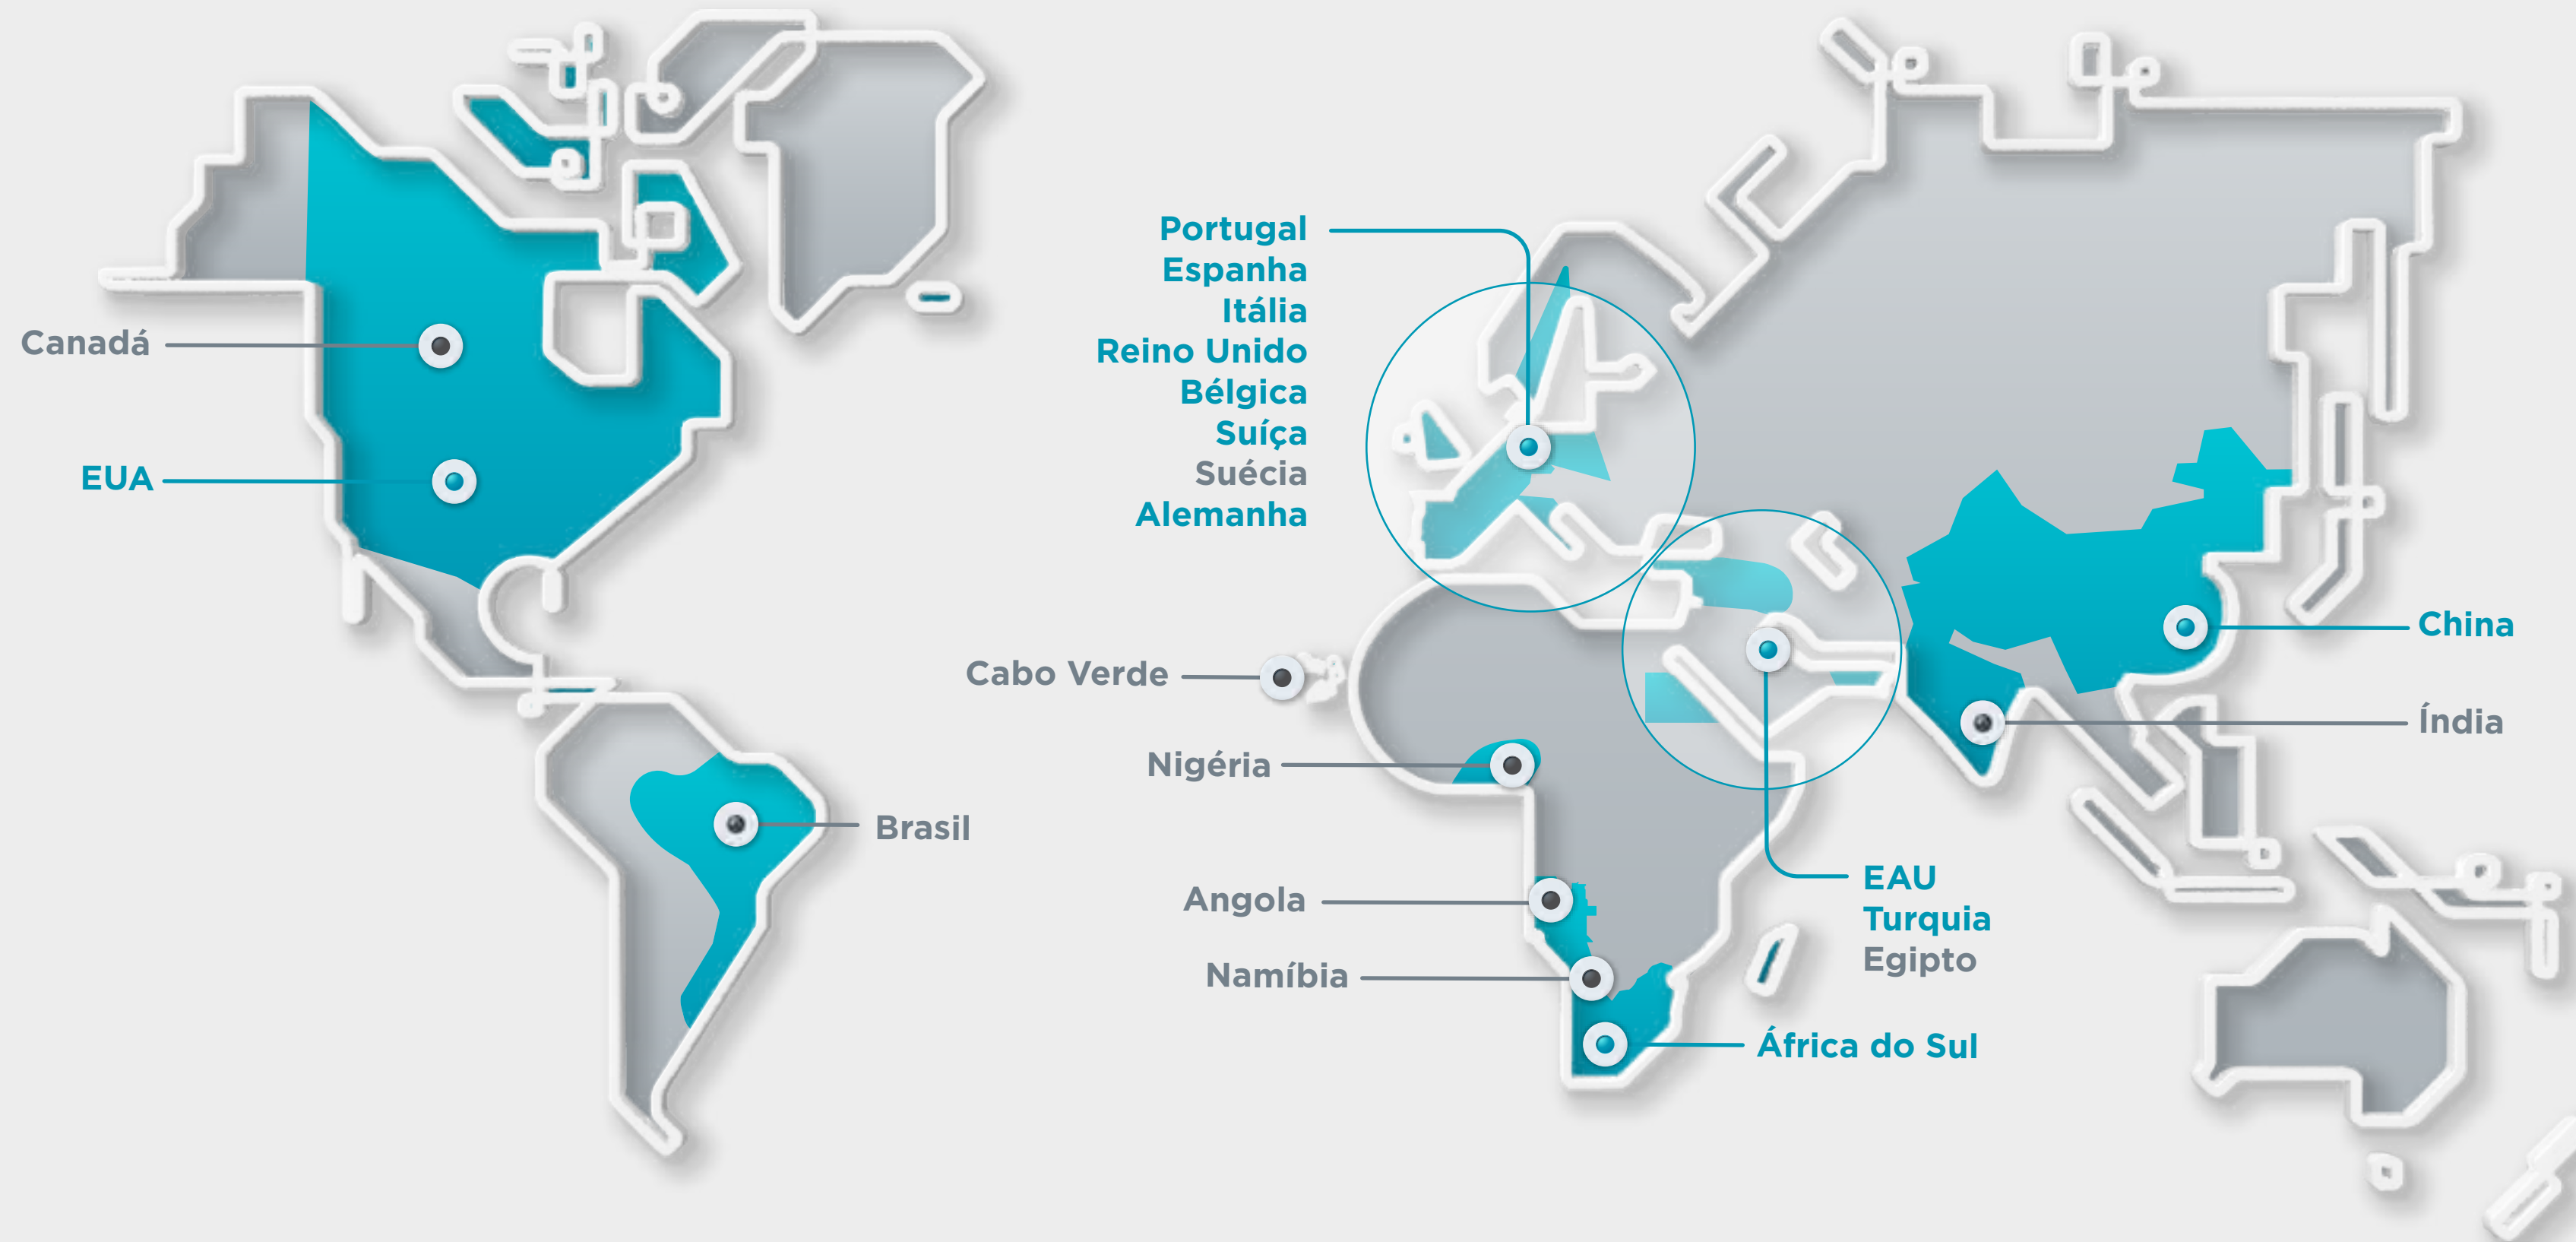 Canadá
EUA
Brasil
Portugal
Espanha
Itália
Reino Unido
Bélgica
Suíça
Suécia
Alemanha
Cabo Verde
Nigéria
Angola
Namíbia
EAU
Turquia
Egipto
África do Sul
China
Índia